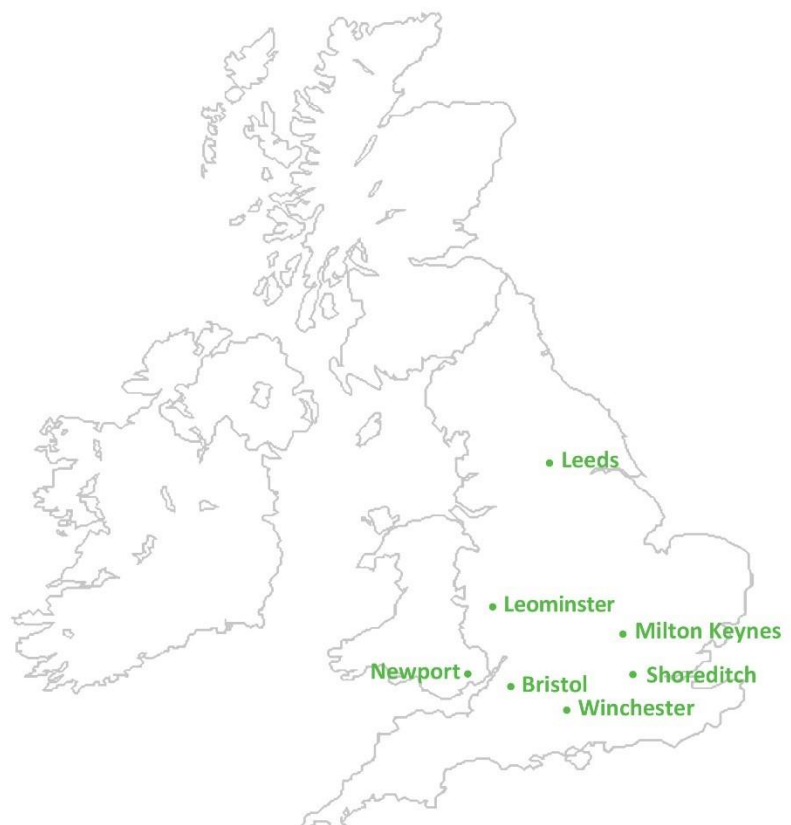 Leeds
Leominster
Milton Keynes
Newport
Shoreditch
Bristol
Winchester